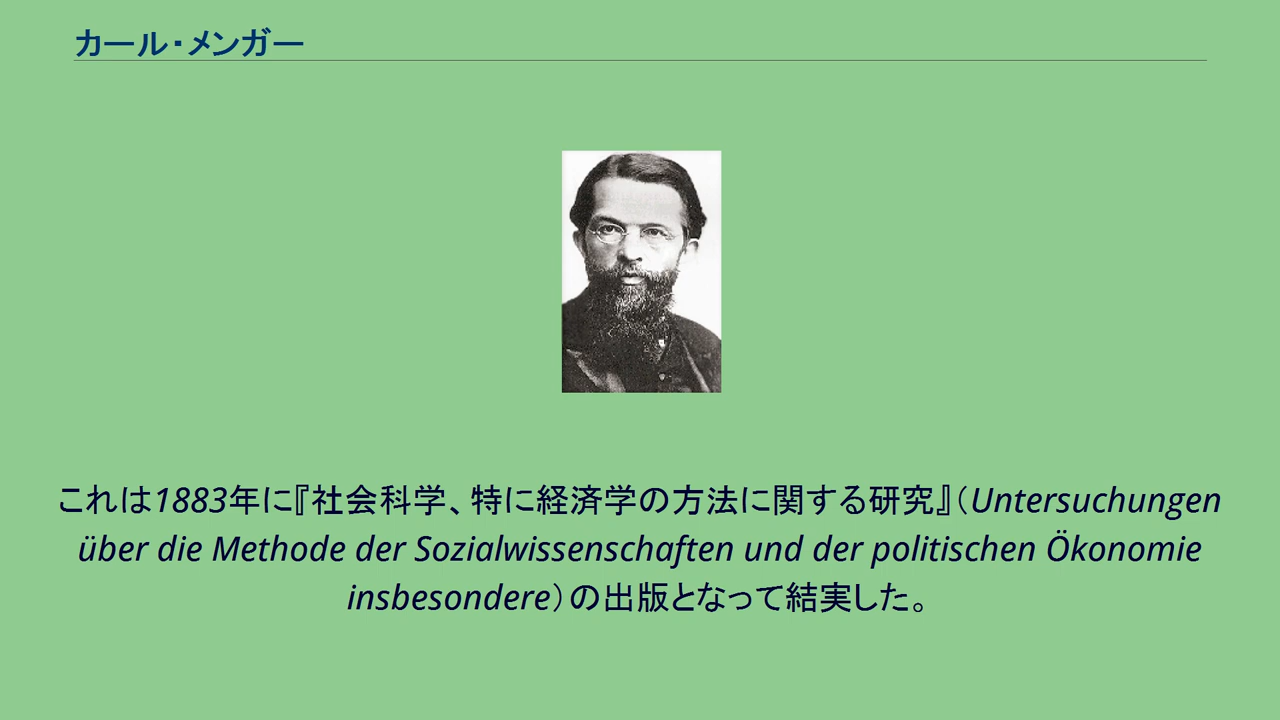 カール・メンガー
これは1883年に『社会科学、特に経済学の方法に関する研究』（Untersuchungen
über die Methode der Sozialwissenschaften und der politischen Ökonomie
insbesondere）の出版となって結実した。